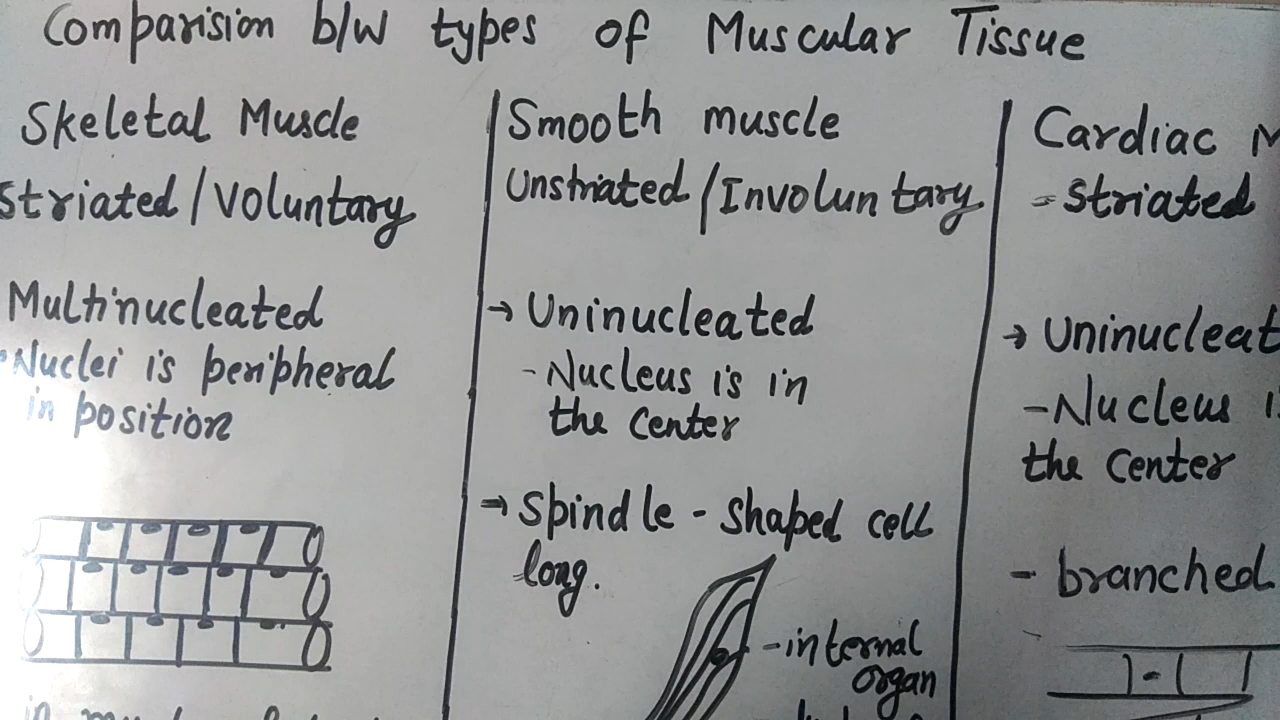 Comparision b/w types of Muscular Tissue
Skeletal Muscle
Striated/Voluntary
Multinucleated
Nuclei is peripheral
in position
Smooth muscle
Unstriated/Involuntary
→ Uninucleated
- Nucleus is in
the center
→ Spindle-shaped cell
long.
- internal
organ
Cardiac M
- Striated
→ Uninucleat
- Nucleus i
the center
- branched